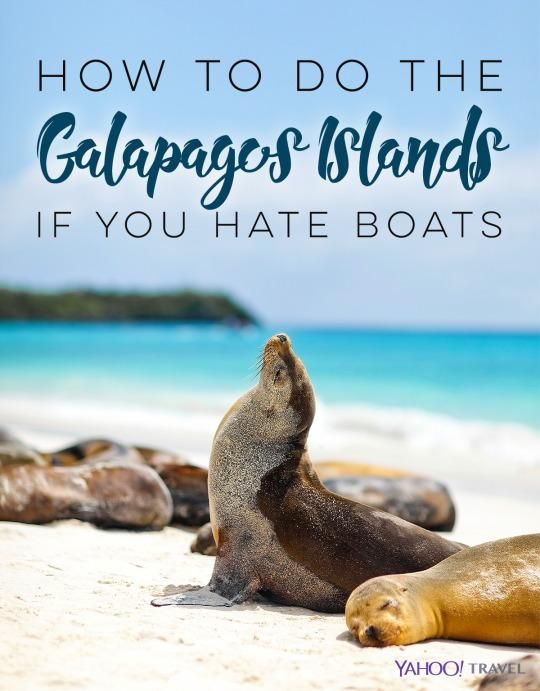 HOW TO DO THE
Galapagos Islands
IF YOU HATE BOATS
YAHOO! TRAVEL